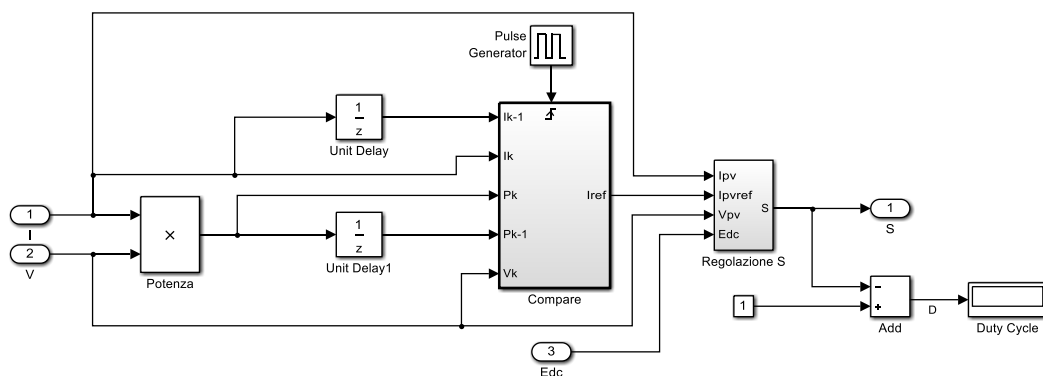 Pulse
Generator
1
z
Unit Delay
Ik-1
Ik
Pk
Pk-1
Vk
Iref
Compare
1
I
2
V
×
Potenza
1
z
Unit Delay1
Ipv
Ipvref
Vpv
Edc
S
Regolazione S
1
S
3
Edc
1
−
+
Add
D
Duty Cycle